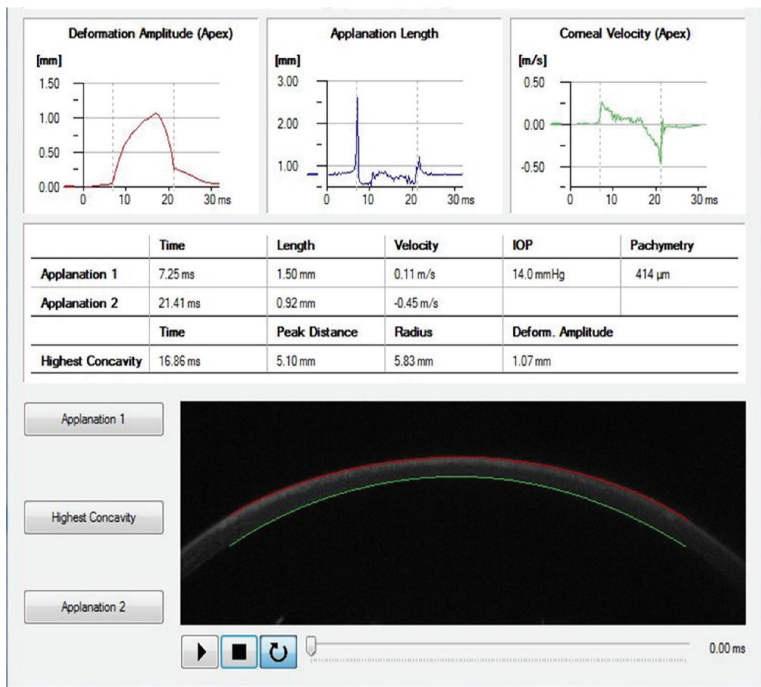 Deformation Amplitude (Apex)
[mm]
1.50
1.00
0.50
0.00
0 10 20 30 ms
Applanation Length
[mm]
3.00
2.00
1.00
0 10 20 30 ms
Corneal Velocity (Apex)
[m/s]
0.50
0.00
-0.50
0 10 20 30 ms
Time Length Velocity IOP Pachymetry
Applanation 1 7.25 ms 1.50 mm 0.11 m/s 14.0 mmHg 414 µm
Applanation 2 21.41 ms 0.92 mm -0.45 m/s
Time Peak Distance Radius Deform. Amplitude
Highest Concavity 16.86 ms 5.10 mm 5.83 mm 1.07 mm
Applanation 1
Highest Concavity
Applanation 2
0.00 ms